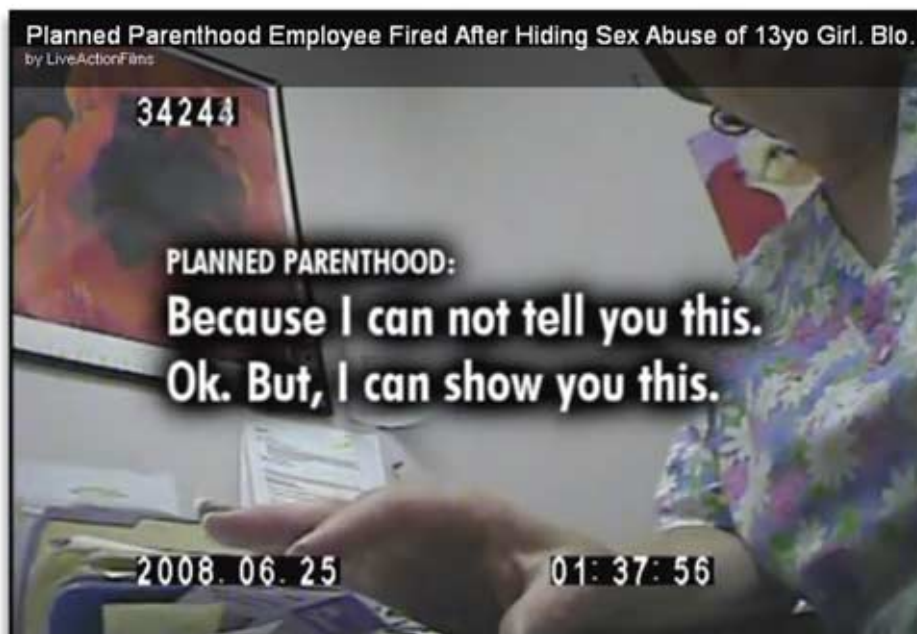 Planned Parenthood Employee Fired After Hiding Sex Abuse of 13yo Girl. Blo.
by LiveActionFilms
34244
PLANNED PARENTHOOD:
Because I can not tell you this.
Ok. But, I can show you this.
2008. 06. 25
01: 37: 56